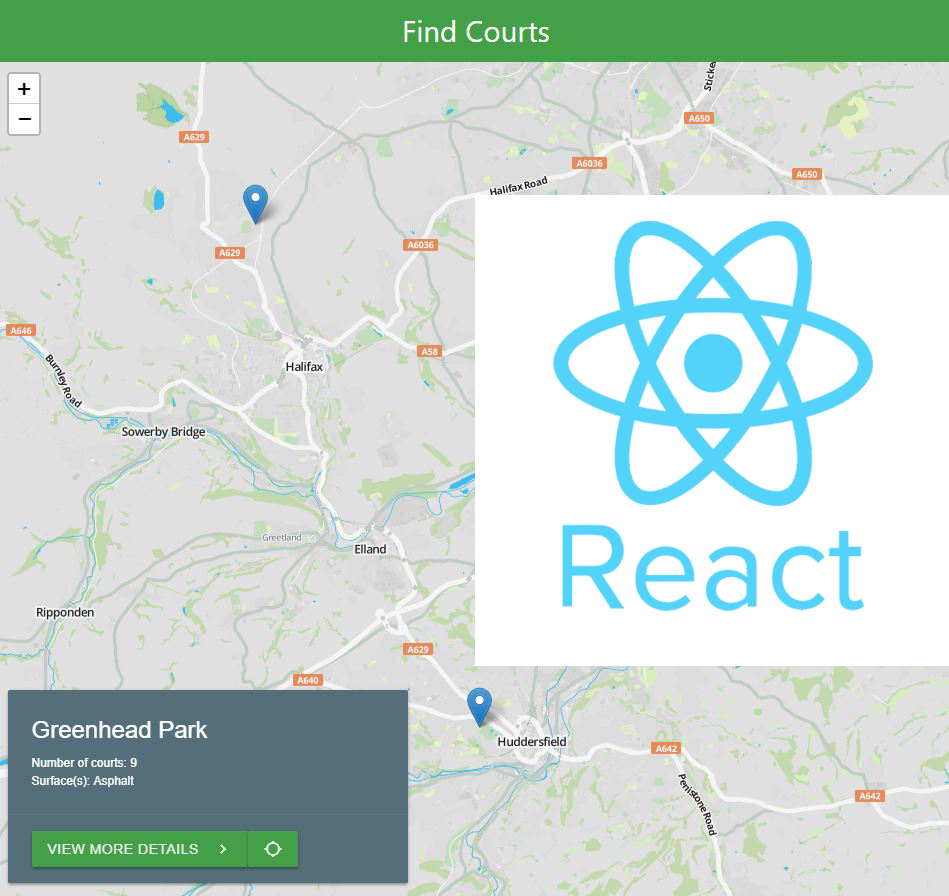 Find Courts
+
−
Sticke
A650
A629
A6036
A650
Halifax Road
A629
A6036
A646
A58
Burnley Road
Halifax
Sowerby Bridge
React
Greetland
Elland
Ripponden
A629
A640
Huddersfield
A642
Penistone Road
A642
Greenhead Park
Number of courts: 9
Surface(s): Asphalt
VIEW MORE DETAILS